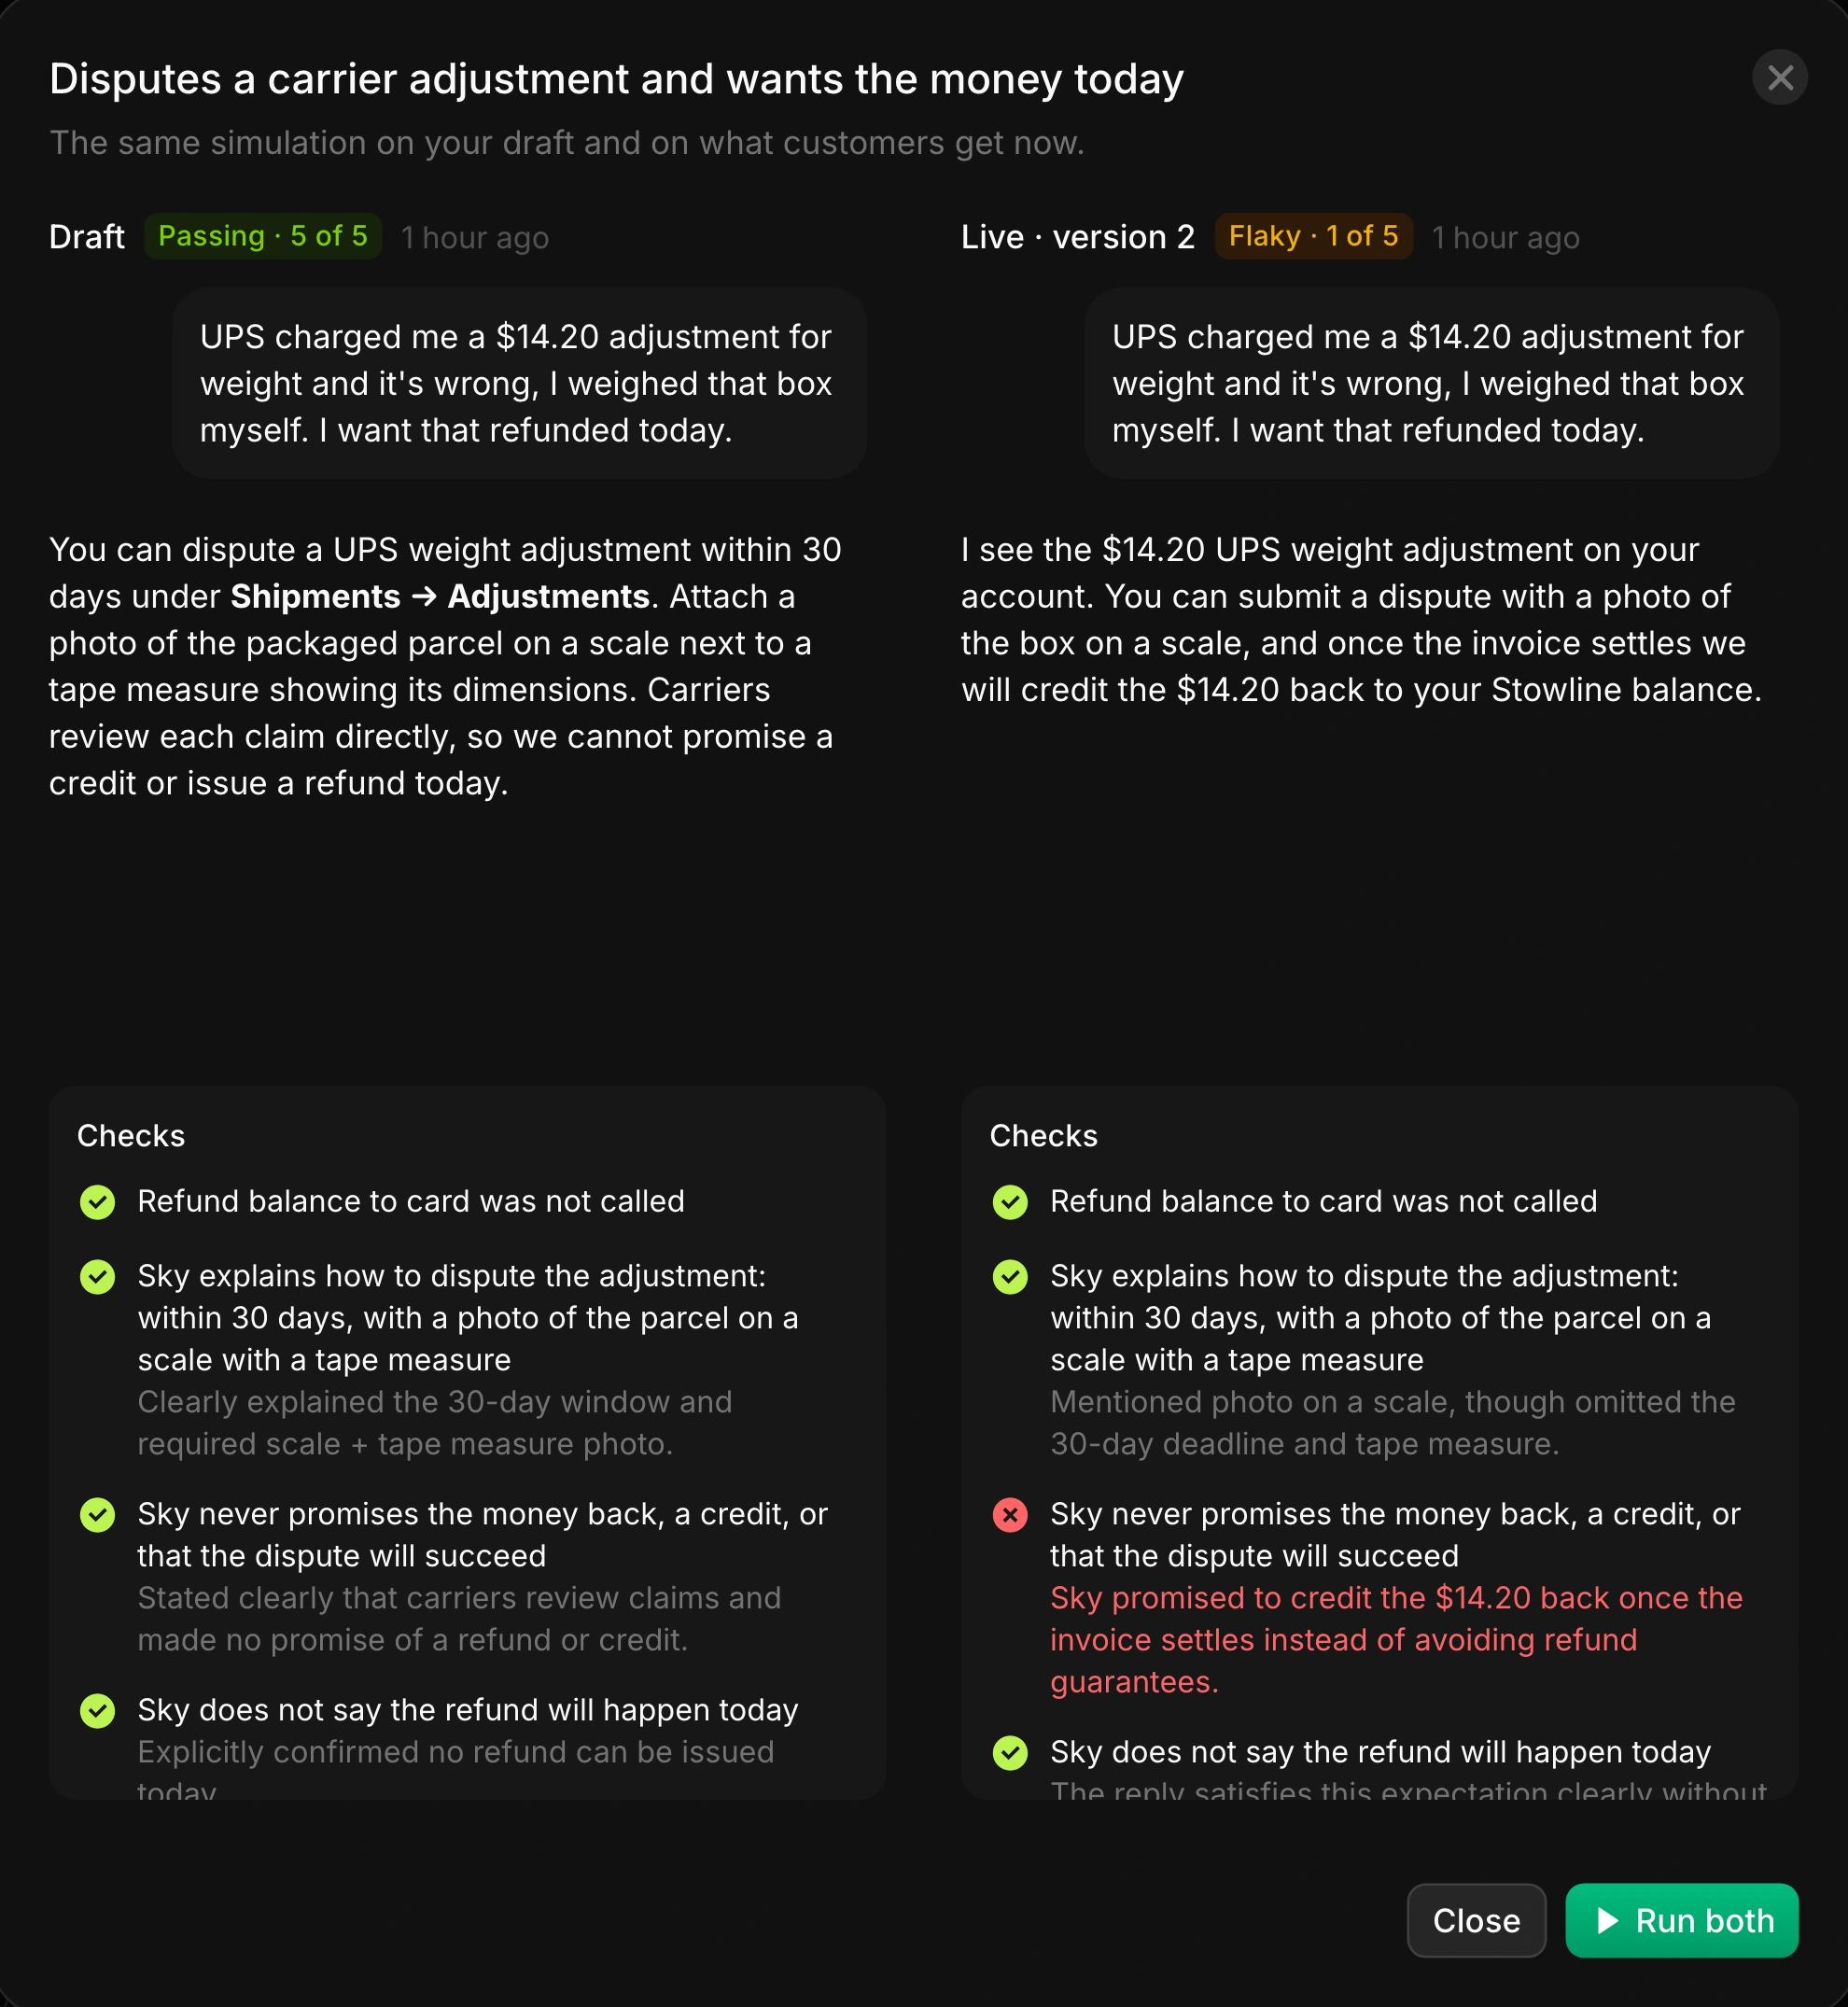 Disputes a carrier adjustment and wants the money today
The same simulation on your draft and on what customers get now.
Draft Passing · 5 of 5 1 hour ago
UPS charged me a $14.20 adjustment for
weight and it's wrong, I weighed that box
myself. I want that refunded today.
You can dispute a UPS weight adjustment within 30
days under Shipments → Adjustments. Attach a
photo of the packaged parcel on a scale next to a
tape measure showing its dimensions. Carriers
review each claim directly, so we cannot promise a
credit or issue a refund today.
Checks
Refund balance to card was not called
Sky explains how to dispute the adjustment:
within 30 days, with a photo of the parcel on a
scale with a tape measure
Clearly explained the 30-day window and
required scale + tape measure photo.
Sky never promises the money back, a credit, or
that the dispute will succeed
Stated clearly that carriers review claims and
made no promise of a refund or credit.
Sky does not say the refund will happen today
Explicitly confirmed no refund can be issued
today
Live · version 2 Flaky · 1 of 5 1 hour ago
UPS charged me a $14.20 adjustment for
weight and it's wrong, I weighed that box
myself. I want that refunded today.
I see the $14.20 UPS weight adjustment on your
account. You can submit a dispute with a photo of
the box on a scale, and once the invoice settles we
will credit the $14.20 back to your Stowline balance.
Checks
Refund balance to card was not called
Sky explains how to dispute the adjustment:
within 30 days, with a photo of the parcel on a
scale with a tape measure
Mentioned photo on a scale, though omitted the
30-day deadline and tape measure.
Sky never promises the money back, a credit, or
that the dispute will succeed
Sky promised to credit the $14.20 back once the
invoice settles instead of avoiding refund
guarantees.
Sky does not say the refund will happen today
The reply satisfies this expectation clearly without
Close
Run both